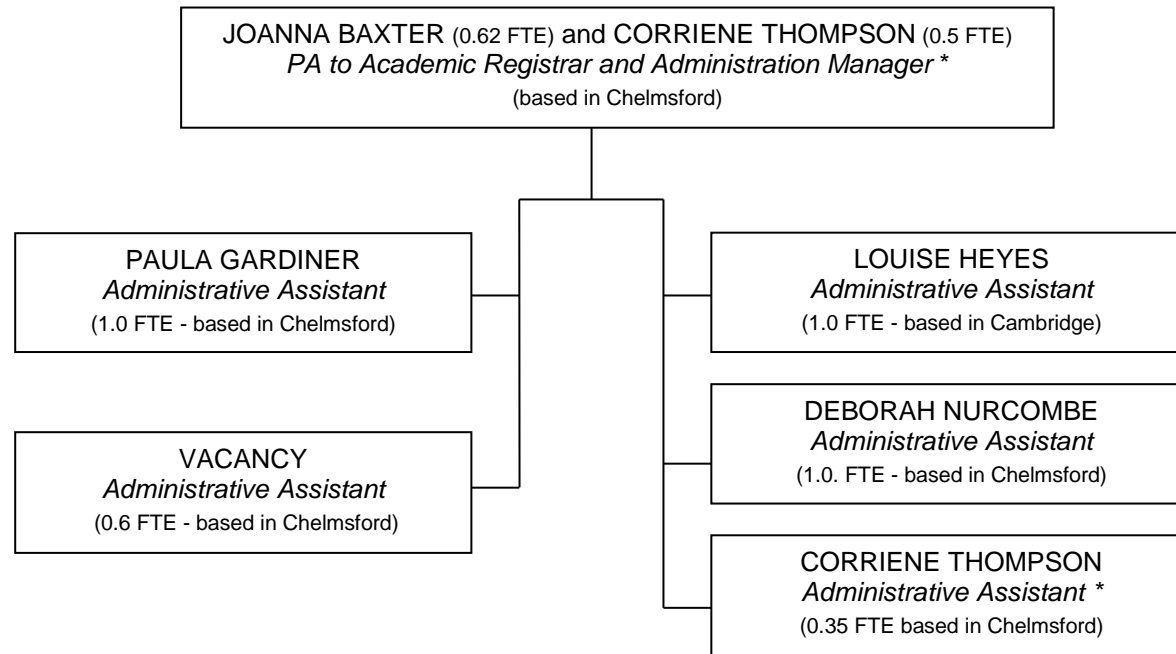 JOANNA BAXTER (0.62 FTE) and CORRIENE THOMPSON (0.5 FTE)
PA to Academic Registrar and Administration Manager *
(based in Chelmsford)
PAULA GARDINER
Administrative Assistant
(1.0 FTE - based in Chelmsford)
LOUISE HEYES
Administrative Assistant
(1.0 FTE - based in Cambridge)
VACANCY
Administrative Assistant
(0.6 FTE - based in Chelmsford)
DEBORAH NURCOMBE
Administrative Assistant
(1.0. FTE - based in Chelmsford)
CORRIENE THOMPSON
Administrative Assistant *
(0.35 FTE based in Chelmsford)